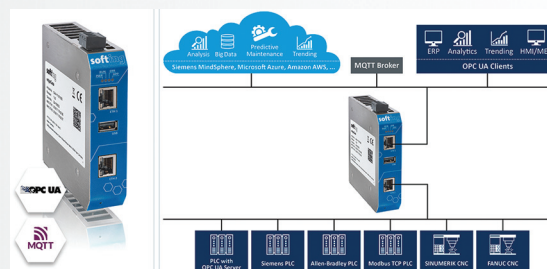 softing
OPC UA
MQTT
Analysis
Big Data
Predictive
Maintenance
Trending
Siemens MindSphere, Microsoft Azure, Amazon AWS, ...
MQTT Broker
ERP
Analytics
Trending
HMI/ME
OPC UA Clients
soft
PLC with
OPC UA Server
Siemens PLC
Allen-Bradley PLC
Modbus TCP PLC
SINUMERIK CNC
FANUC CNC